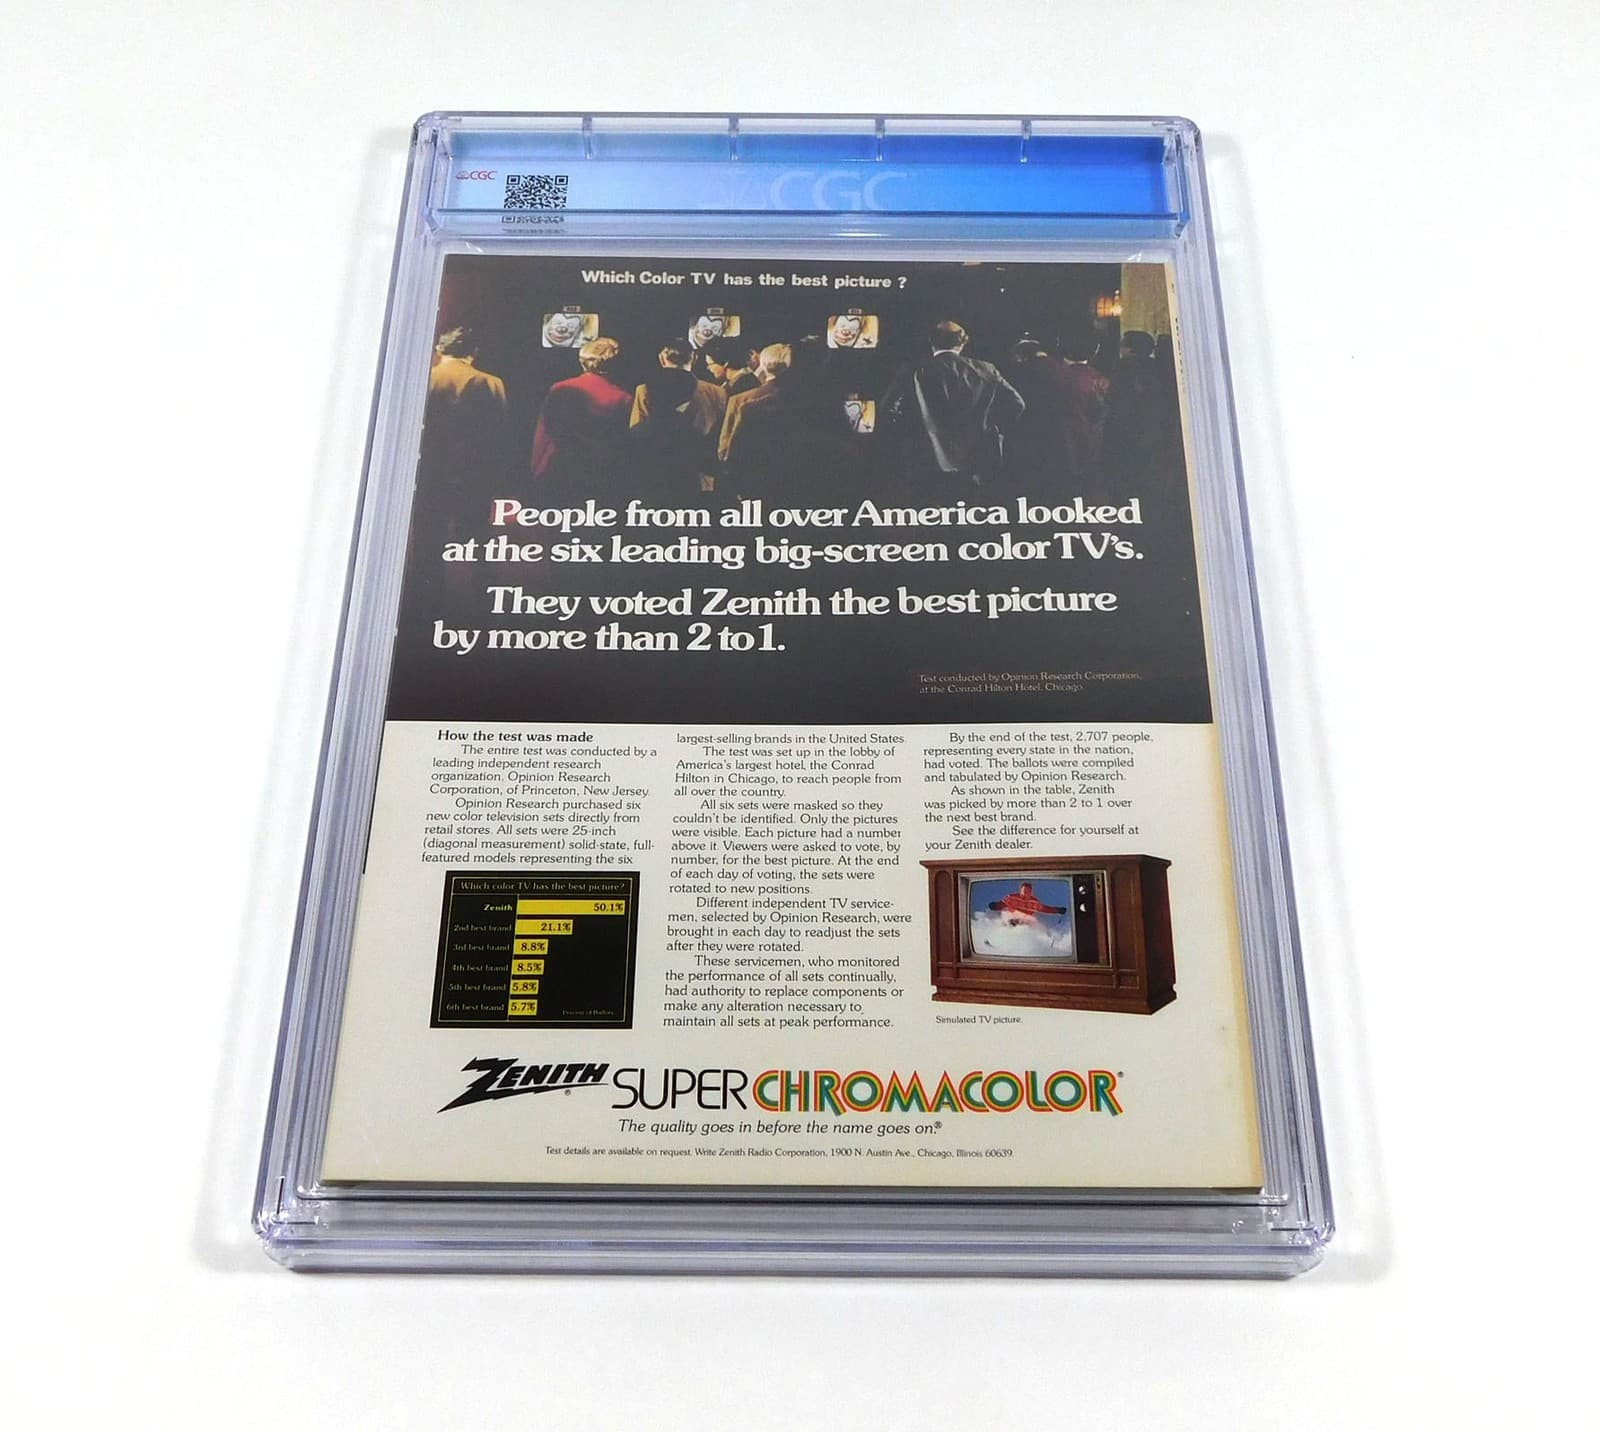 CGC
CGC
Which Color TV has the best picture ?
People from all over America looked
at the six leading big-screen color TV's.
They voted Zenith the best picture
by more than 2 to 1.
Test conducted by Opinion Research Corporation,
at the Conrad Hilton Hotel, Chicago.
How the test was made
The entire test was conducted by a
leading independent research
organization, Opinion Research
Corporation, of Princeton, New Jersey.
Opinion Research purchased six
new color television sets directly from
retail stores. All sets were 25-inch
(diagonal measurement) solid-state, full-
featured models representing the six
largest-selling brands in the United States.
The test was set up in the lobby of
America's largest hotel, the Conrad
Hilton in Chicago, to reach people from
all over the country.
All six sets were masked so they
couldn't be identified. Only the pictures
were visible. Each picture had a number
above it. Viewers were asked to vote, by
number, for the best picture. At the end
of each day of voting, the sets were
rotated to new positions.
Different independent TV service-
men, selected by Opinion Research, were
brought in each day to readjust the sets
after they were rotated.
These servicemen, who monitored
the performance of all sets continually,
had authority to replace components or
make any alteration necessary to
maintain all sets at peak performance.
By the end of the test, 2,707 people,
representing every state in the nation,
had voted. The ballots were compiled
and tabulated by Opinion Research.
As shown in the table, Zenith
was picked by more than 2 to 1 over
the next best brand.
See the difference for yourself at
your Zenith dealer.
Which color TV has the best picture?
Zenith 50.1%
2nd best brand 21.1%
3rd best brand 8.8%
4th best brand 8.5%
5th best brand 5.8%
6th best brand 5.7%
Simulated TV picture.
ZENITH® SUPER CHROMACOLOR®
The quality goes in before the name goes on.®
Test details are available on request. Write Zenith Radio Corporation, 1900 N. Austin Ave., Chicago, Illinois 60639.